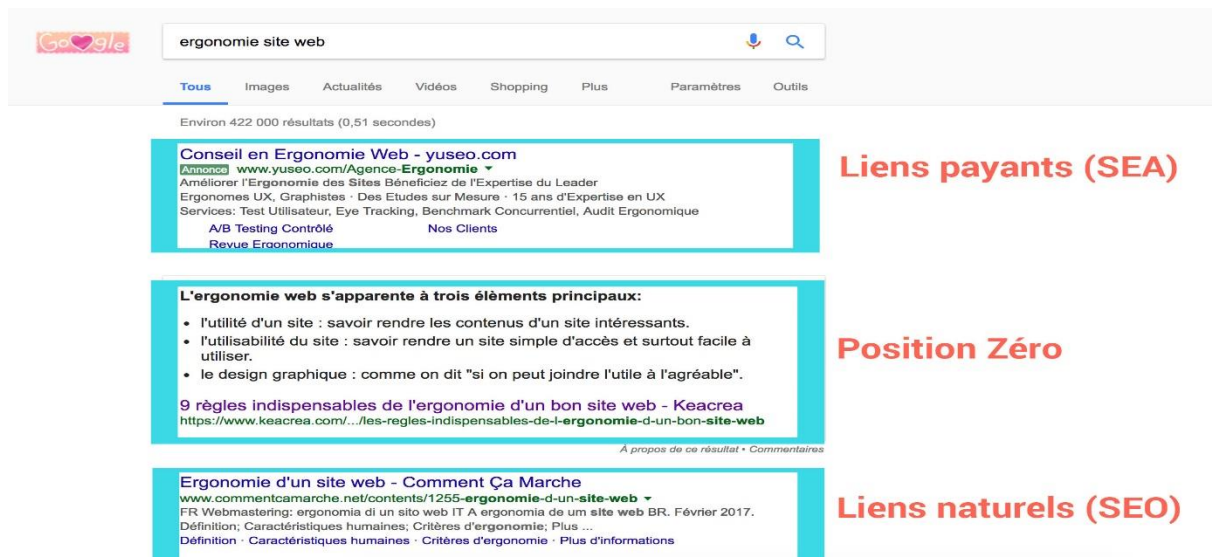 Google
ergonomie site web
Tous Images Actualités Vidéos Shopping Plus Paramètres Outils
Environ 422 000 résultats (0,51 secondes)
Conseil en Ergonomie Web - yuseo.com
Annonce www.yuseo.com/Agence-Ergonomie
Améliorer l'Ergonomie des Sites Bénéficiez de l'Expertise du Leader
Ergonomes UX, Graphistes · Des Etudes sur Mesure · 15 ans d'Expertise en UX
Services: Test Utilisateur, Eye Tracking, Benchmark Concurrentiel, Audit Ergonomique
A/B Testing Contrôlé Nos Clients
Revue Ergonomique
Liens payants (SEA)
L'ergonomie web s'apparente à trois élèments principaux:
• l'utilité d'un site : savoir rendre les contenus d'un site intéressants.
• l'utilisabilité du site : savoir rendre un site simple d'accès et surtout facile à
utiliser.
• le design graphique : comme on dit "si on peut joindre l'utile à l'agréable".
9 règles indispensables de l'ergonomie d'un bon site web - Keacrea
https://www.keacrea.com/.../les-regles-indispensables-de-l-ergonomie-d-un-bon-site-web
Position Zéro
À propos de ce résultat • Commentaires
Ergonomie d'un site web - Comment Ça Marche
www.commentcamarche.net/contents/1255-ergonomie-d-un-site-web
FR Webmastering: ergonomia di un sito web IT A ergonomia de um site web BR. Février 2017.
Définition; Caractéristiques humaines; Critères d'ergonomie; Plus ...
Définition · Caractéristiques humaines · Critères d'ergonomie · Plus d'informations
Liens naturels (SEO)